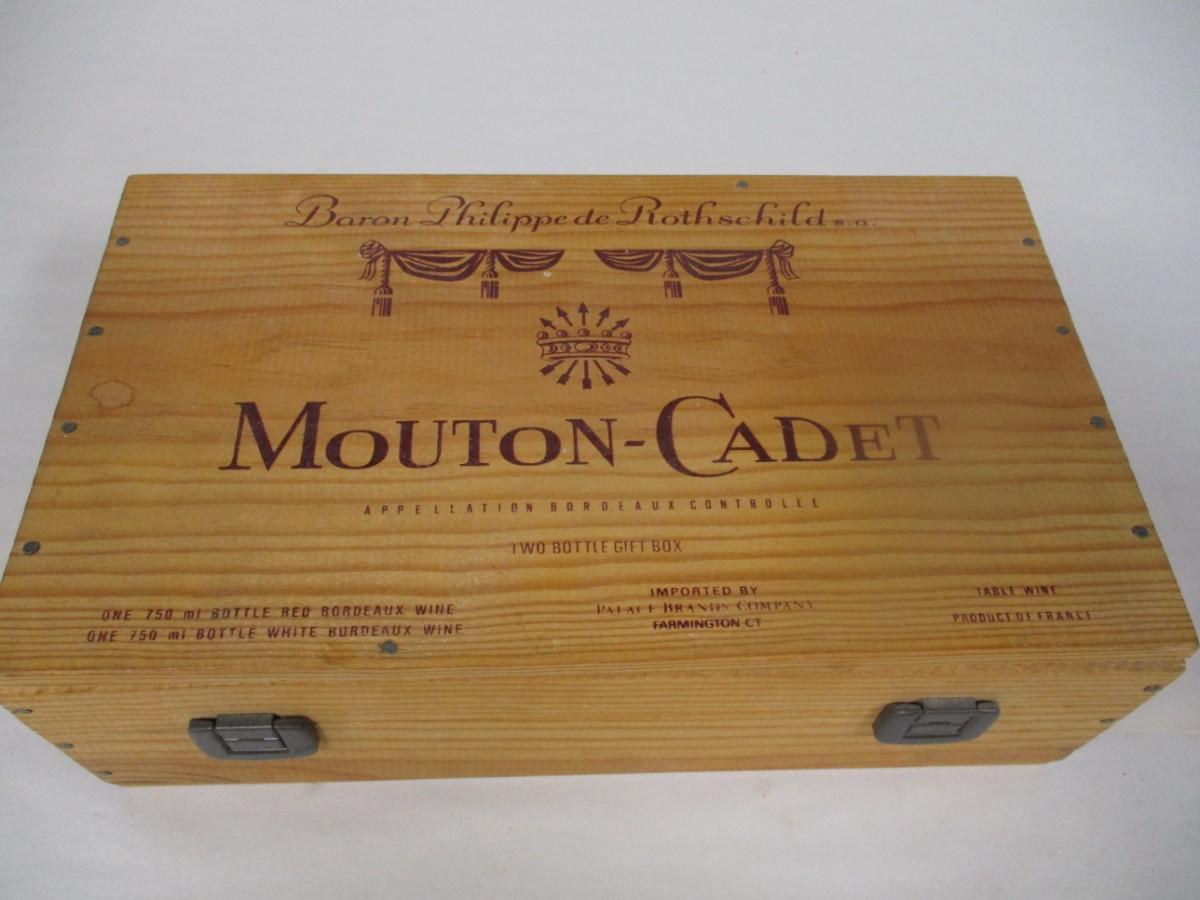 Baron Philippe de Rothschild s.a.
MOUTON-CADET
APPELLATION BORDEAUX CONTROLEE
TWO BOTTLE GIFT BOX
ONE 750 ml BOTTLE RED BORDEAUX WINE
ONE 750 ml BOTTLE WHITE BORDEAUX WINE
IMPORTED BY
PALACE BRANDS COMPANY
FARMINGTON CT
TABLE WINE
PRODUCT OF FRANCE